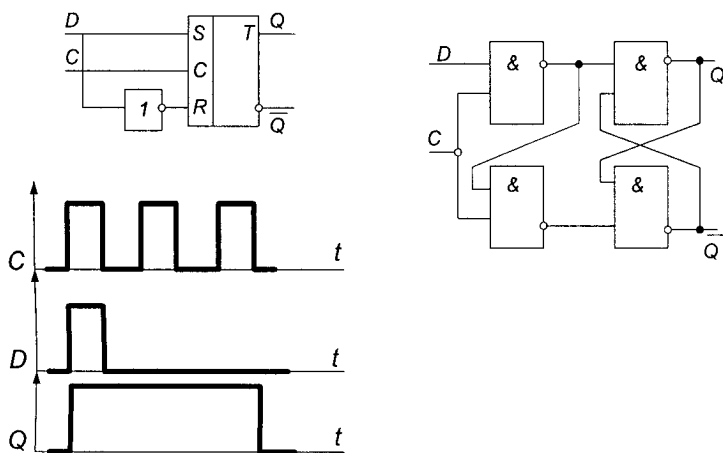 D S T Q
C C
1 R Q̅
D & & Q
C
& & Q̅
C t
D t
Q t